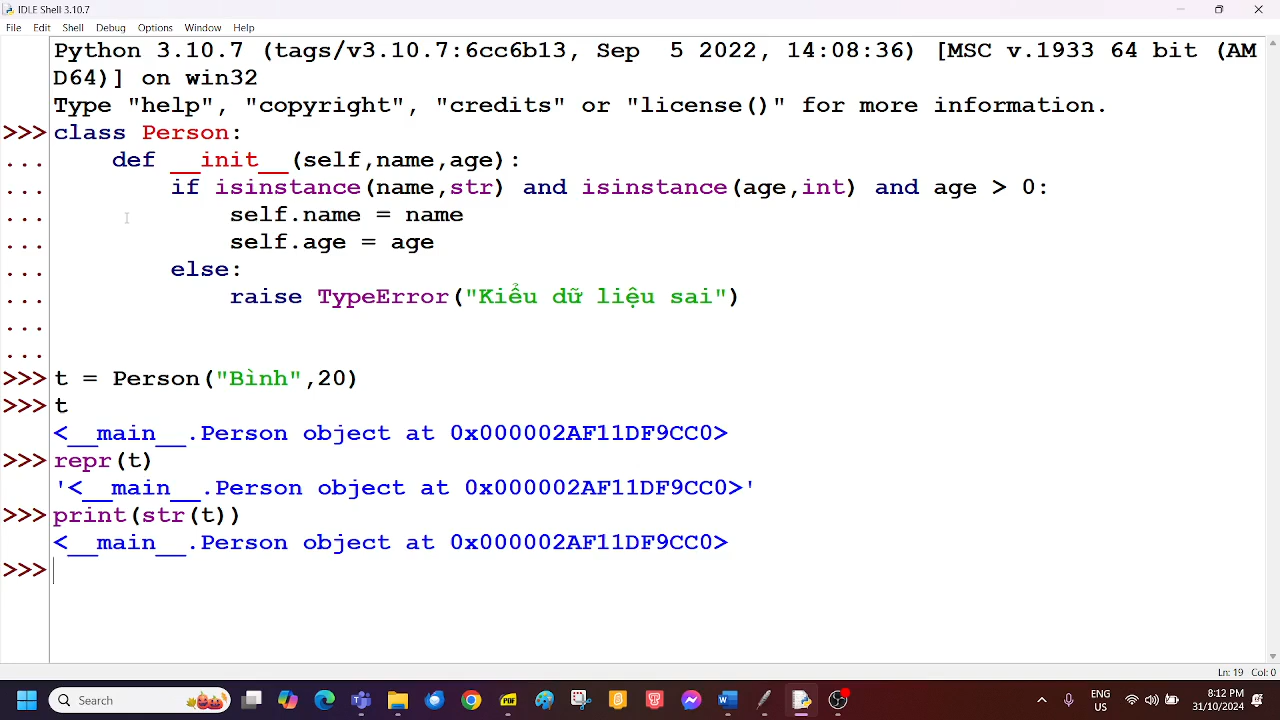 IDLE Shell 3.10.7
File Edit Shell Debug Options Window Help
Python 3.10.7 (tags/v3.10.7:6cc6b13, Sep  5 2022, 14:08:36) [MSC v.1933 64 bit (AM
D64)] on win32
Type "help", "copyright", "credits" or "license()" for more information.
>>> class Person:
...     def __init__(self,name,age):
...         if isinstance(name,str) and isinstance(age,int) and age > 0:
...             self.name = name
...             self.age = age
...         else:
...             raise TypeError("Kiểu dữ liệu sai")
...
...
>>> t = Person("Bình",20)
>>> t
<__main__.Person object at 0x000002AF11DF9CC0>
>>> repr(t)
'<__main__.Person object at 0x000002AF11DF9CC0>'
>>> print(str(t))
<__main__.Person object at 0x000002AF11DF9CC0>
>>>
Ln: 19 Col: 0
Search
PDF
ENG
US
8:12 PM
31/10/2024